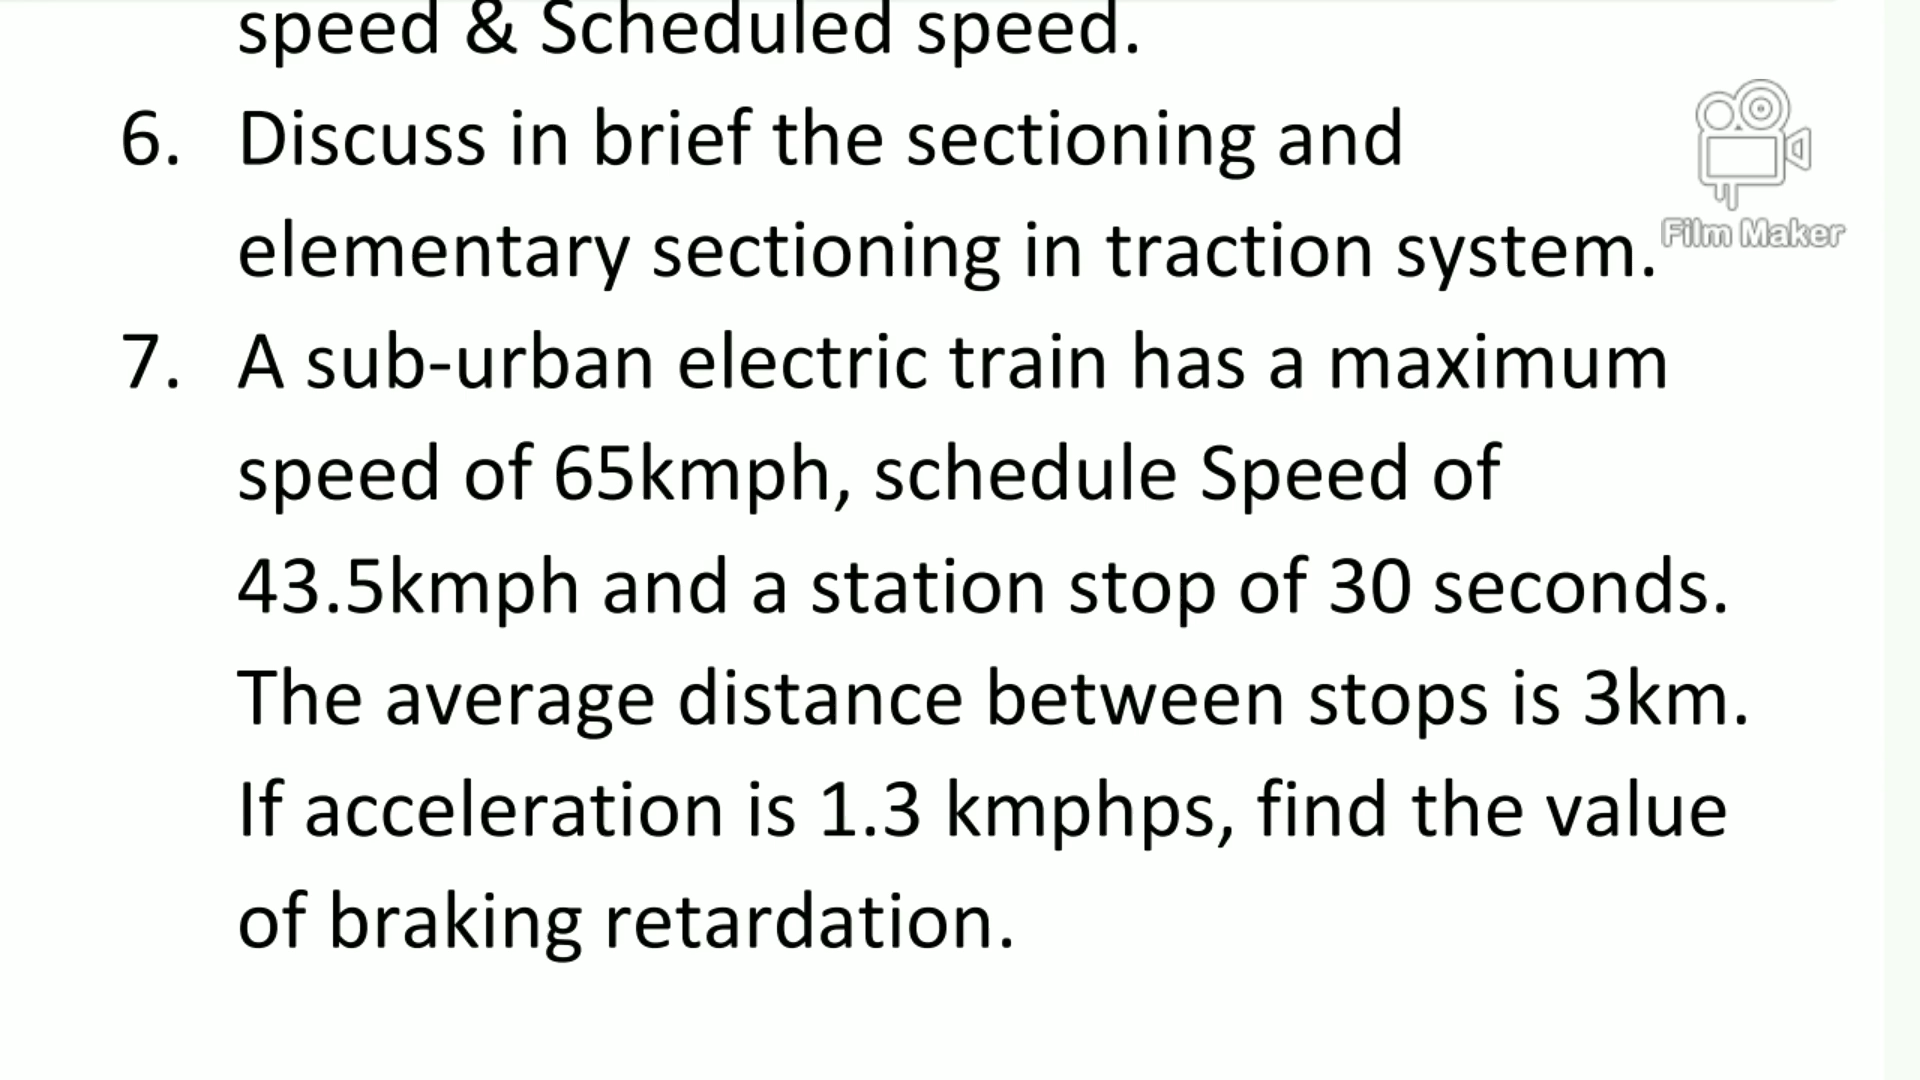 speed & Scheduled speed.
6. Discuss in brief the sectioning and
elementary sectioning in traction system.
Film Maker
7. A sub-urban electric train has a maximum
speed of 65kmph, schedule Speed of
43.5kmph and a station stop of 30 seconds.
The average distance between stops is 3km.
If acceleration is 1.3 kmphps, find the value
of braking retardation.